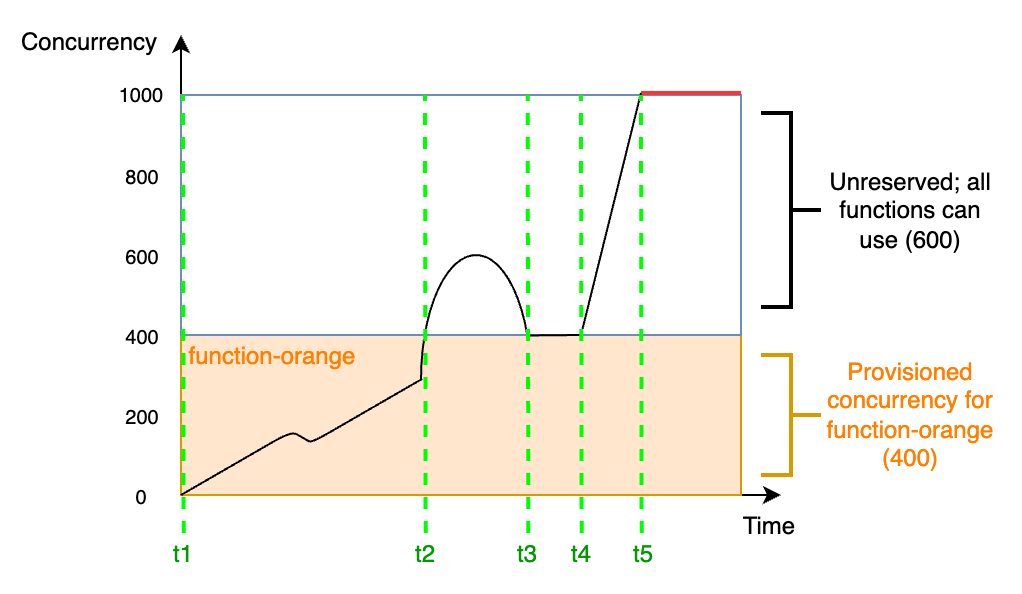 Concurrency
1000
800
600
400
200
0
function-orange
Unreserved; all
functions can
use (600)
Provisioned
concurrency for
function-orange
(400)
Time
t1
t2
t3
t4
t5